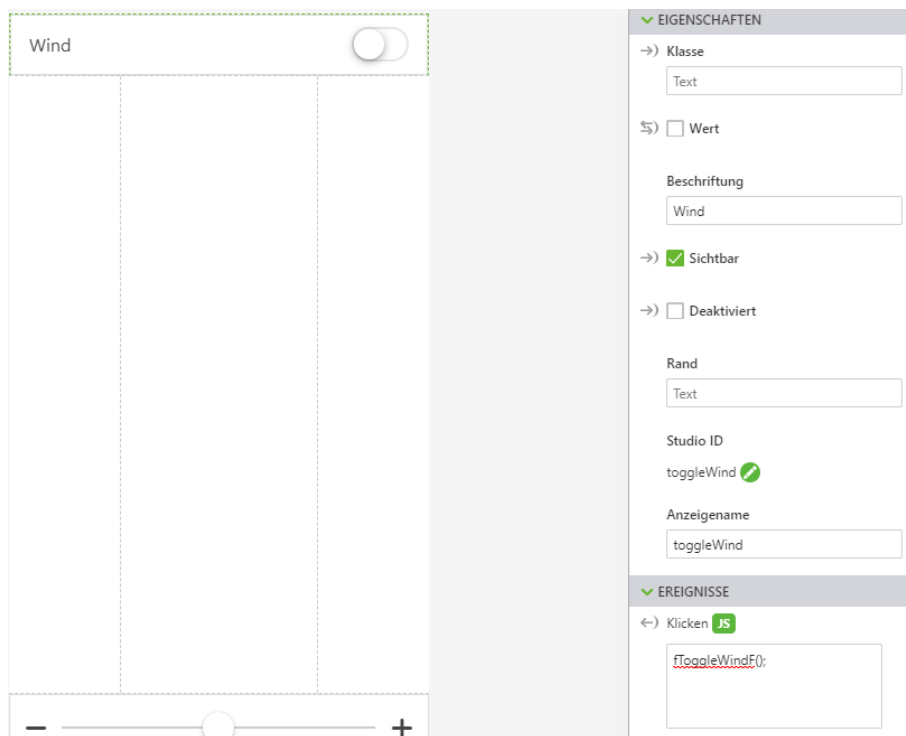 Wind
EIGENSCHAFTEN
Klasse
Text
Wert
Beschriftung
Wind
Sichtbar
Deaktiviert
Rand
Text
Studio ID
toggleWind
Anzeigename
toggleWind
EREIGNISSE
Klicken JS
fToggleWindF();